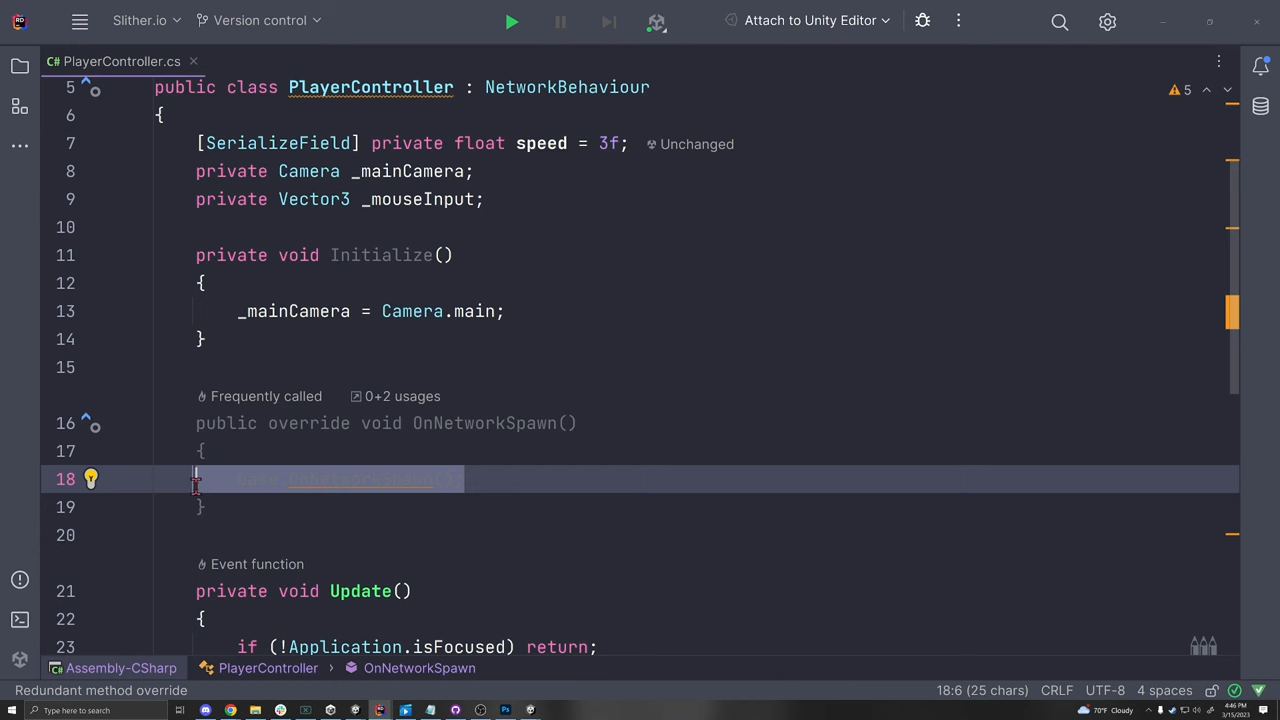 Slither.io
Version control
Attach to Unity Editor
C# PlayerController.cs
5 public class PlayerController : NetworkBehaviour
5
6 {
7 [SerializeField] private float speed = 3f; Unchanged
8 private Camera _mainCamera;
9 private Vector3 _mouseInput;
10
11 private void Initialize()
12 {
13 _mainCamera = Camera.main;
14 }
15
Frequently called 0+2 usages
16 public override void OnNetworkSpawn()
17 {
18 base.OnNetworkSpawn();
19 }
20
Event function
21 private void Update()
22 {
23 if (!Application.isFocused) return;
Assembly-CSharp PlayerController OnNetworkSpawn
Redundant method override 18:6 (25 chars) CRLF UTF-8 4 spaces
Type here to search
70°F Cloudy
4:46 PM
3/15/2023